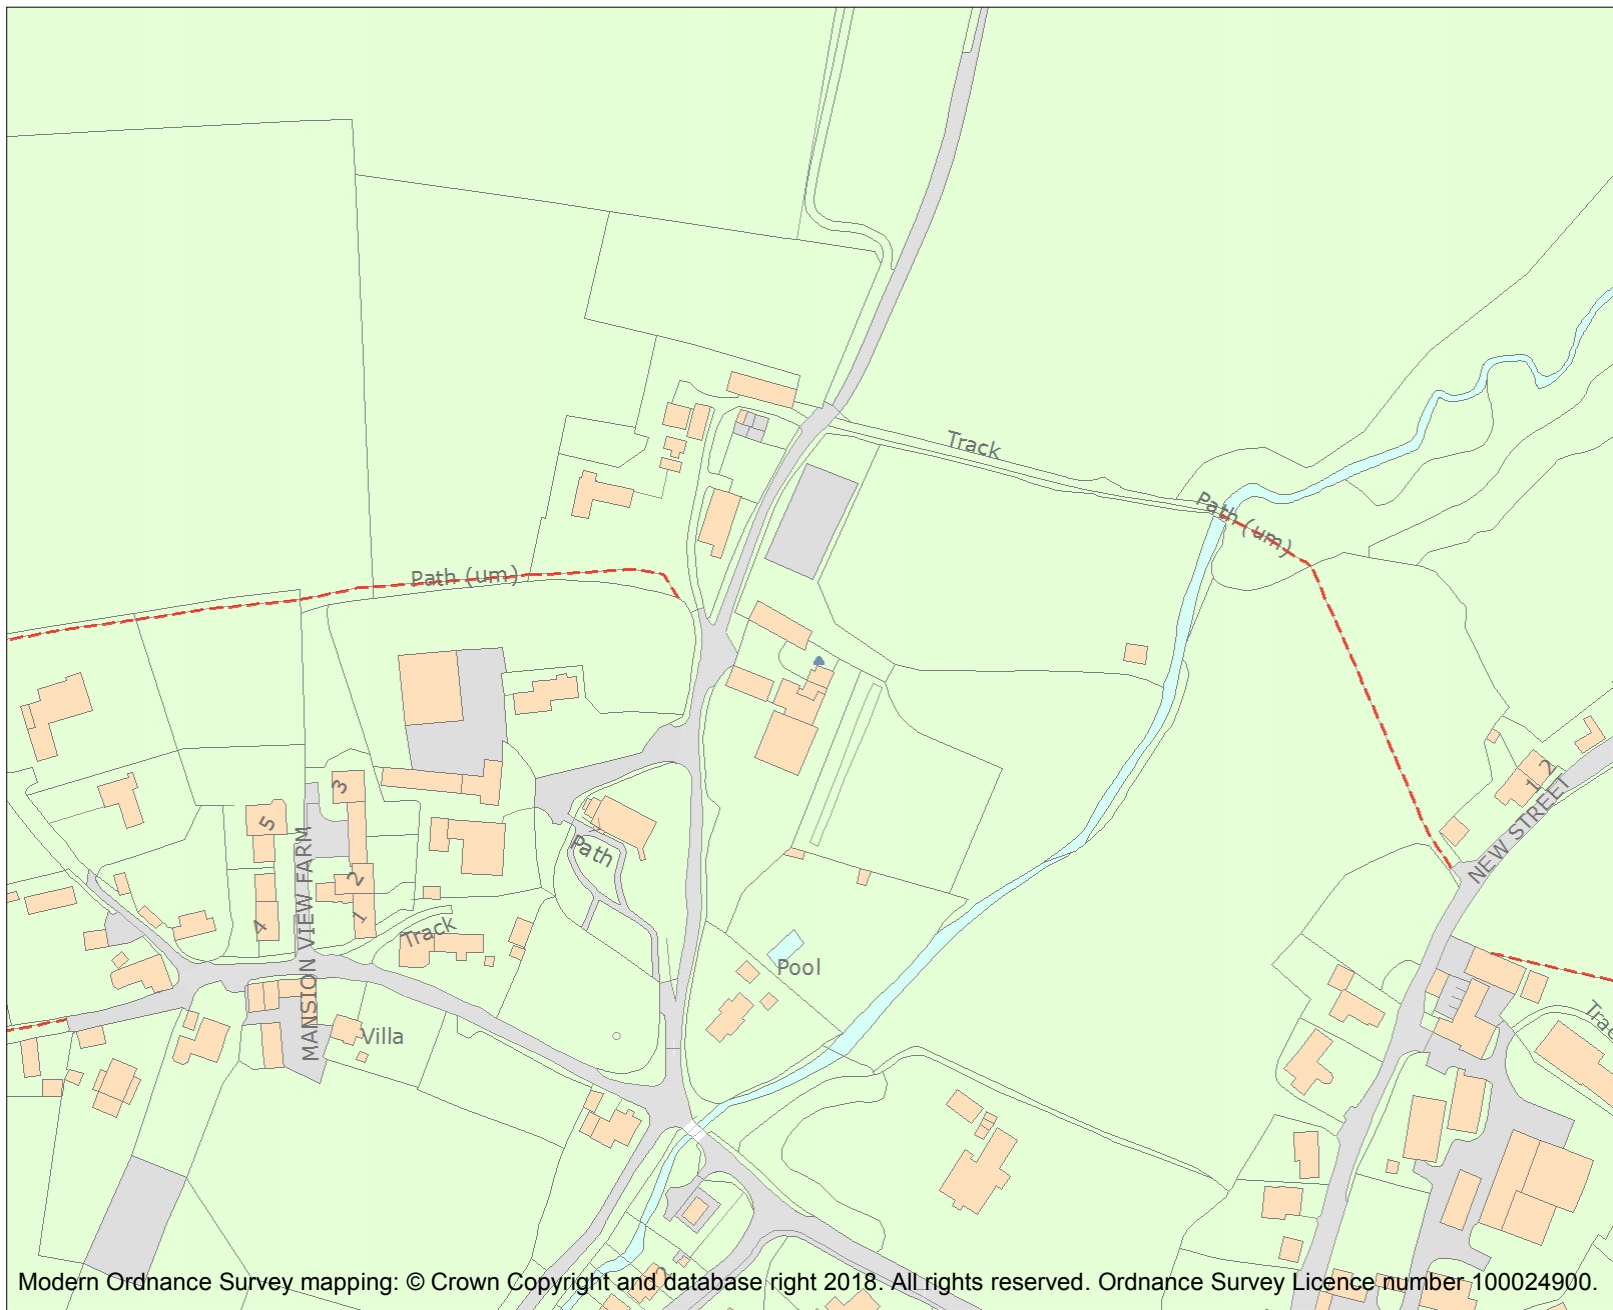 Track
Path (um)
Path (um)
3
5
1 2
NEW STREET
Path
2
1
4
MANSION VIEW FARM
Track
Pool
Villa
Modern Ordnance Survey mapping: © Crown Copyright and database right 2018. All rights reserved. Ordnance Survey Licence number 100024900.